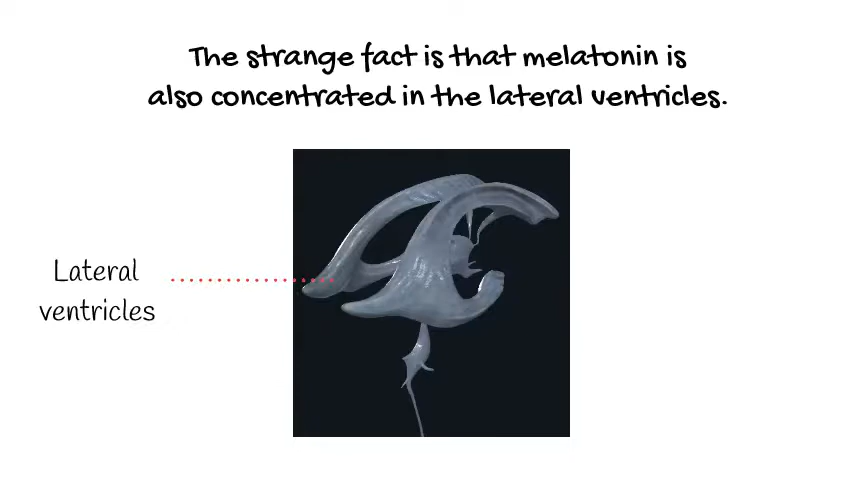 The strange fact is that melatonin is
also concentrated in the lateral ventricles.
Lateral
ventricles